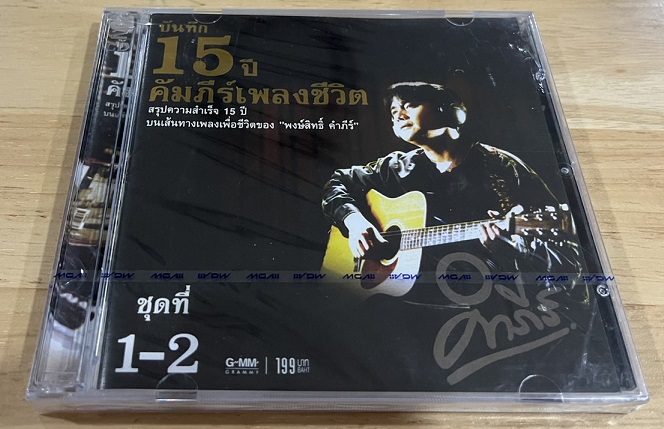 บันทึก
15 ปี
คัมภีร์เพลงชีวิต
สรุปความสำเร็จ 15 ปี
บนเส้นทางเพลงเพื่อชีวิตของ "พงษ์สิทธิ์ คำภีร์"
ชุดที่
1-2
G-MM'
GRAMMY
199 บาท
BAHT